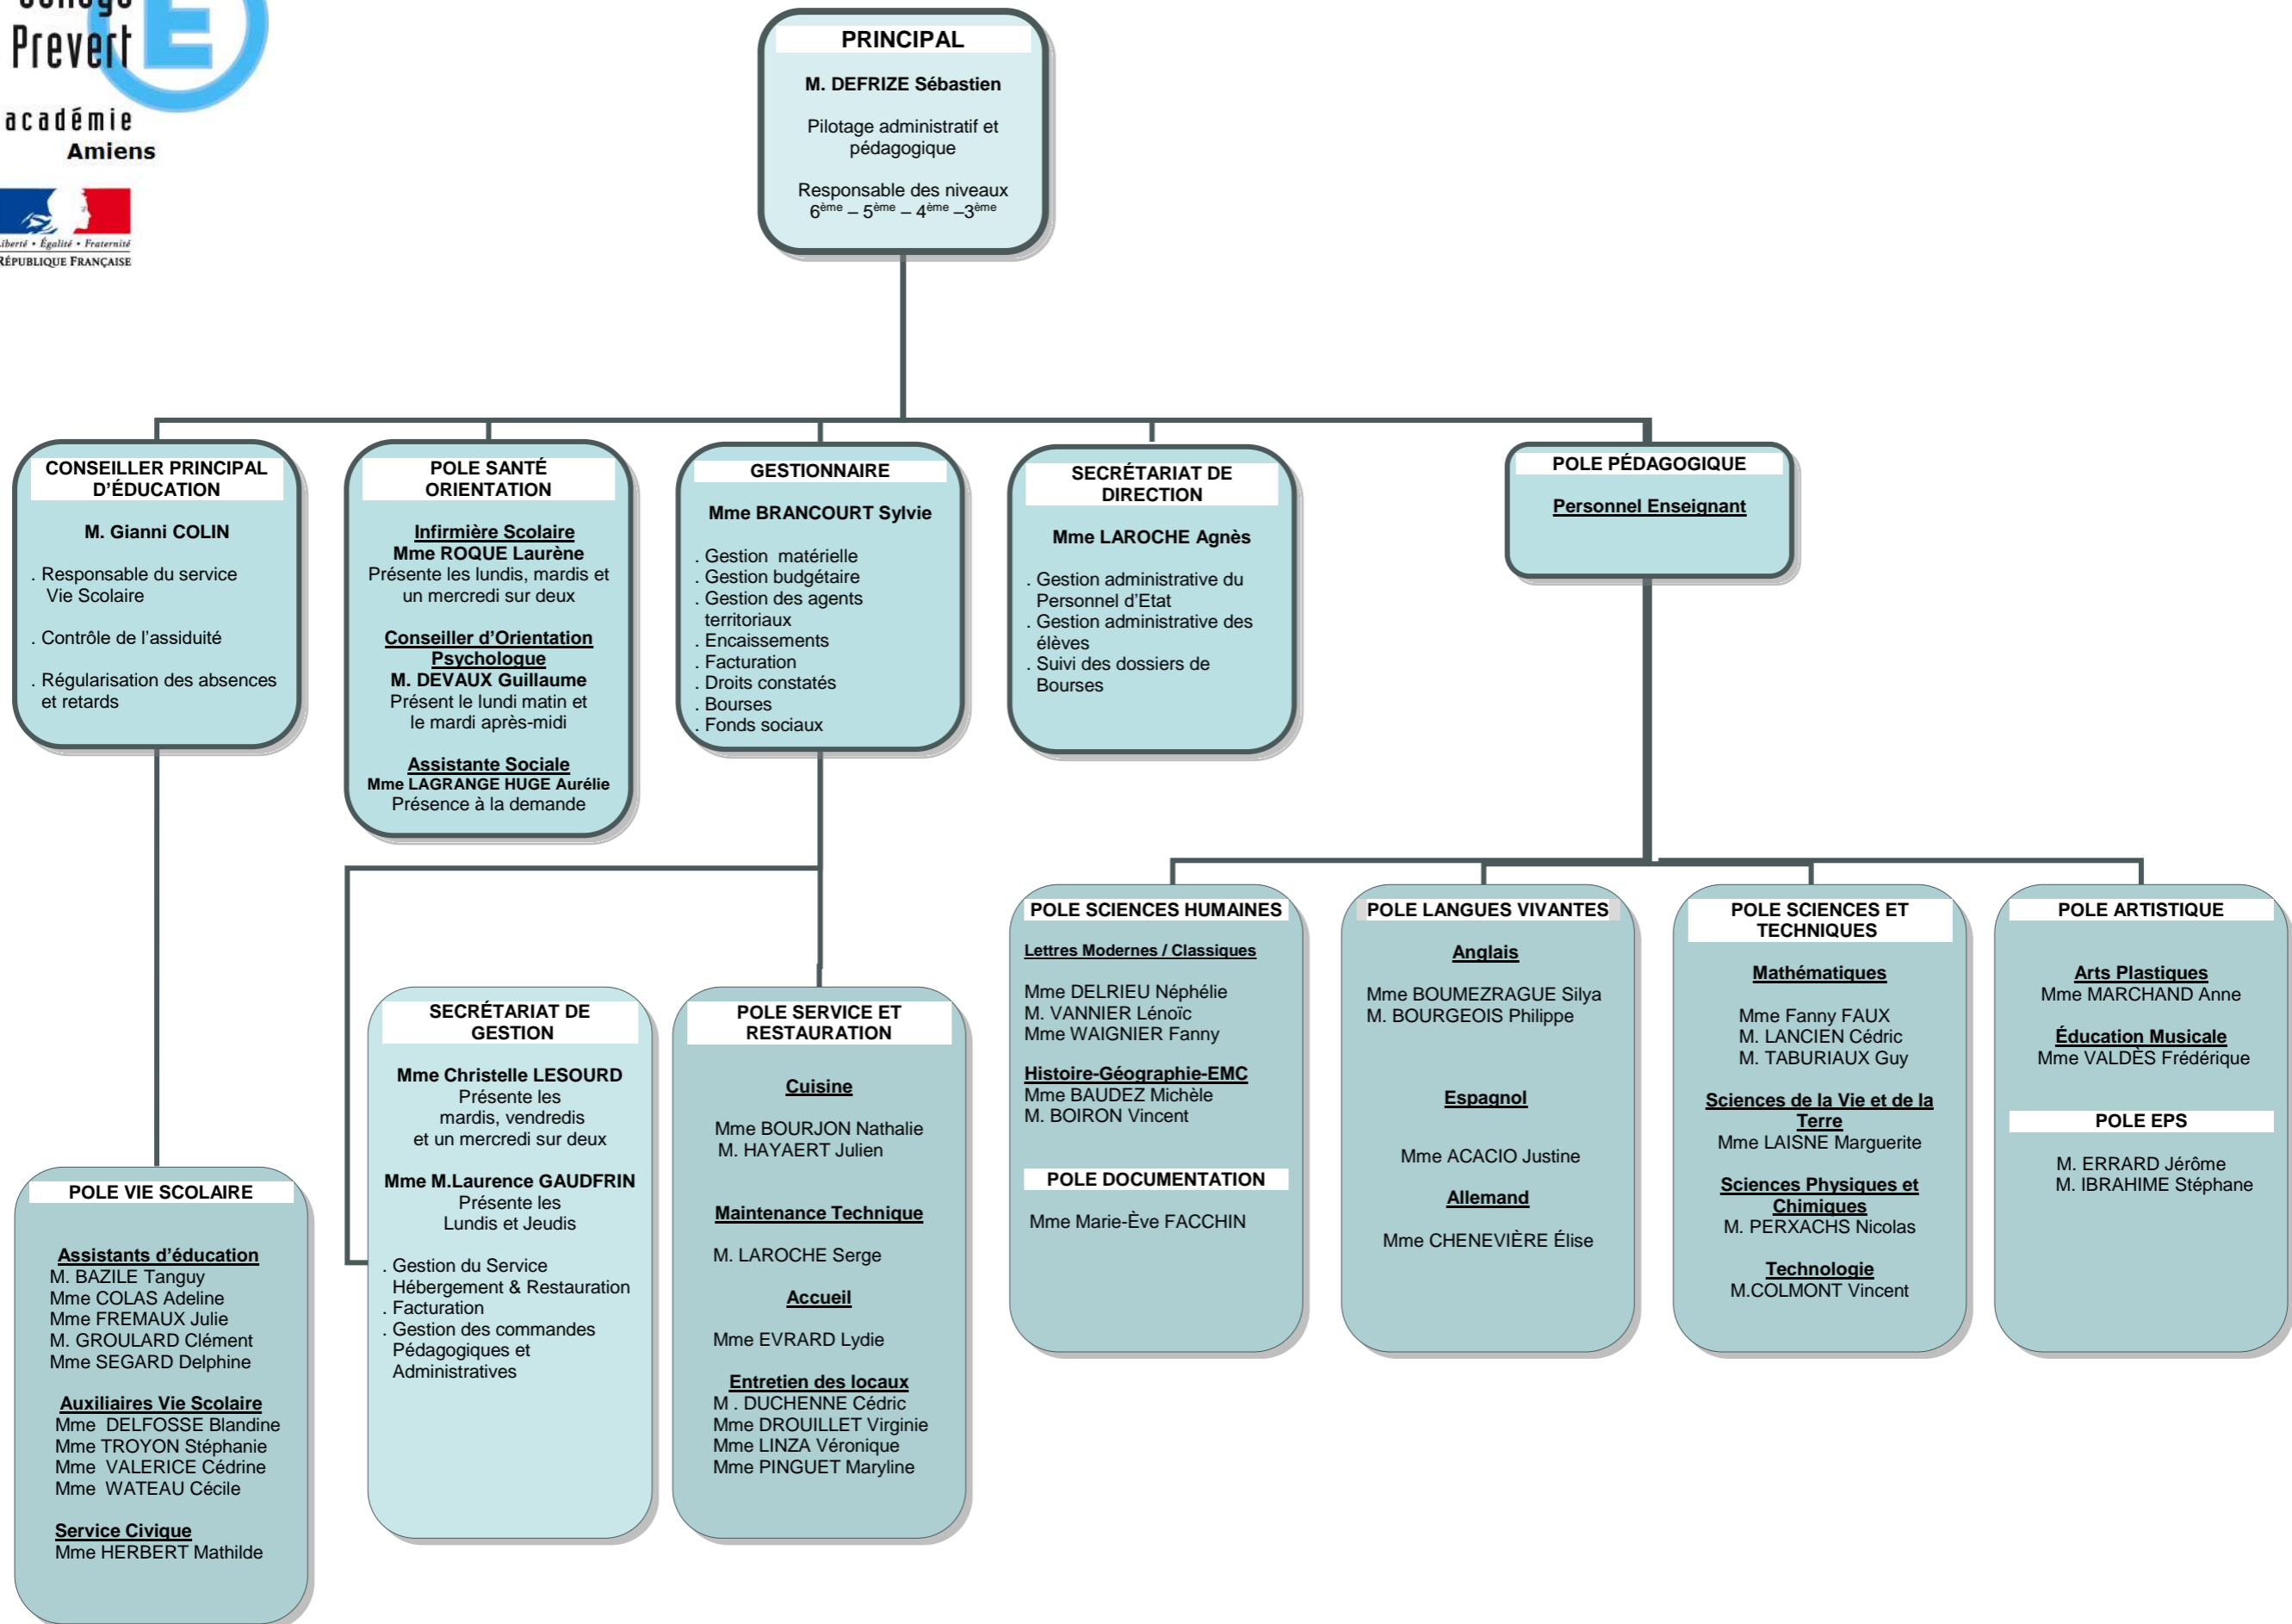 Prevert
académie
Amiens
Liberté • Égalité • Fraternité
RÉPUBLIQUE FRANÇAISE
PRINCIPAL
M. DEFRIZE Sébastien
Pilotage administratif et
pédagogique
Responsable des niveaux
6ème – 5ème – 4ème –3ème
CONSEILLER PRINCIPAL
D'ÉDUCATION
M. Gianni COLIN
. Responsable du service
Vie Scolaire
. Contrôle de l'assiduité
. Régularisation des absences
et retards
POLE SANTÉ
ORIENTATION
Infirmière Scolaire
Mme ROQUE Laurène
Présente les lundis, mardis et
un mercredi sur deux
Conseiller d'Orientation
Psychologue
M. DEVAUX Guillaume
Présent le lundi matin et
le mardi après-midi
Assistante Sociale
Mme LAGRANGE HUGE Aurélie
Présence à la demande
GESTIONNAIRE
Mme BRANCOURT Sylvie
. Gestion matérielle
. Gestion budgétaire
. Gestion des agents
territoriaux
. Encaissements
. Facturation
. Droits constatés
. Bourses
. Fonds sociaux
SECRÉTARIAT DE
DIRECTION
Mme LAROCHE Agnès
. Gestion administrative du
Personnel d'Etat
. Gestion administrative des
élèves
. Suivi des dossiers de
Bourses
POLE PÉDAGOGIQUE
Personnel Enseignant
POLE VIE SCOLAIRE
Assistants d'éducation
M. BAZILE Tanguy
Mme COLAS Adeline
Mme FREMAUX Julie
M. GROULARD Clément
Mme SEGARD Delphine
Auxiliaires Vie Scolaire
Mme DELFOSSE Blandine
Mme TROYON Stéphanie
Mme VALERICE Cédrine
Mme WATEAU Cécile
Service Civique
Mme HERBERT Mathilde
SECRÉTARIAT DE
GESTION
Mme Christelle LESOURD
Présente les
mardis, vendredis
et un mercredi sur deux
Mme M.Laurence GAUDFRIN
Présente les
Lundis et Jeudis
. Gestion du Service
Hébergement & Restauration
. Facturation
. Gestion des commandes
Pédagogiques et
Administratives
POLE SERVICE ET
RESTAURATION
Cuisine
Mme BOURJON Nathalie
M. HAYAERT Julien
Maintenance Technique
M. LAROCHE Serge
Accueil
Mme EVRARD Lydie
Entretien des locaux
M . DUCHENNE Cédric
Mme DROUILLET Virginie
Mme LINZA Véronique
Mme PINGUET Maryline
POLE SCIENCES HUMAINES
Lettres Modernes / Classiques
Mme DELRIEU Néphélie
M. VANNIER Lénoïc
Mme WAIGNIER Fanny
Histoire-Géographie-EMC
Mme BAUDEZ Michèle
M. BOIRON Vincent
POLE DOCUMENTATION
Mme Marie-Ève FACCHIN
POLE LANGUES VIVANTES
Anglais
Mme BOUMEZRAGUE Silya
M. BOURGEOIS Philippe
Espagnol
Mme ACACIO Justine
Allemand
Mme CHENEVIÈRE Élise
POLE SCIENCES ET
TECHNIQUES
Mathématiques
Mme Fanny FAUX
M. LANCIEN Cédric
M. TABURIAUX Guy
Sciences de la Vie et de la
Terre
Mme LAISNE Marguerite
Sciences Physiques et
Chimiques
M. PERXACHS Nicolas
Technologie
M.COLMONT Vincent
POLE ARTISTIQUE
Arts Plastiques
Mme MARCHAND Anne
Éducation Musicale
Mme VALDÈS Frédérique
POLE EPS
M. ERRARD Jérôme
M. IBRAHIME Stéphane